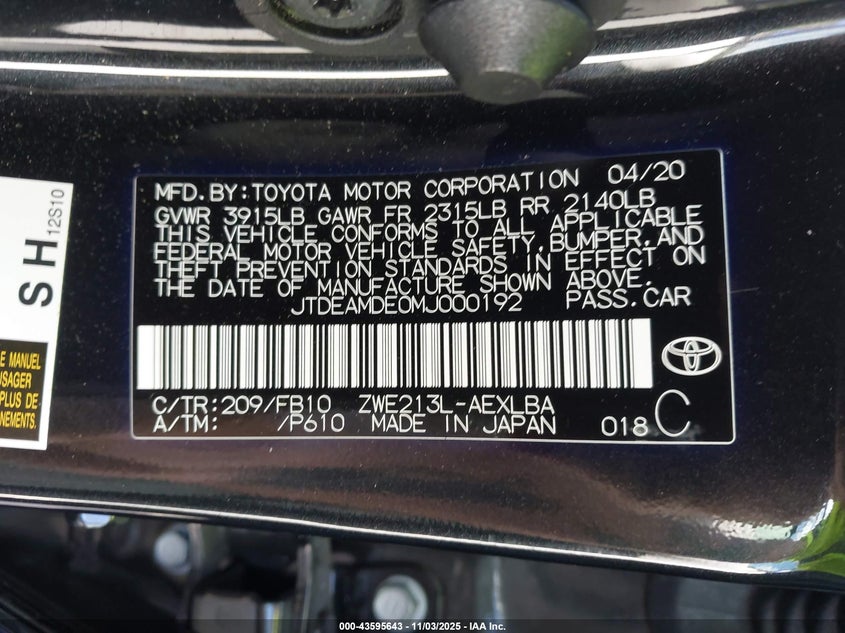 MFD.BY:TOYOTA MOTOR CORPORATION 04/20
GVWR 3915LB GAWR FR 2315LB RR 2140LB
THIS VEHICLE CONFORMS TO ALL APPLICABLE
FEDERAL MOTOR VEHICLE SAFETY,BUMPER,AND
THEFT PREVENTION STANDARDS IN EFFECT ON
THE DATE OF MANUFACTURE SHOWN ABOVE.
JTDEAMDE0MJ000192 PASS.CAR
C/TR:209/FB10 ZWE213L-AEXLBA
A/TM: /P610 MADE IN JAPAN 018 C
SH
12S10
E MANUEL
USAGER
PLUS DE
000-43595643 - 11/03/2025 - IAA Inc.